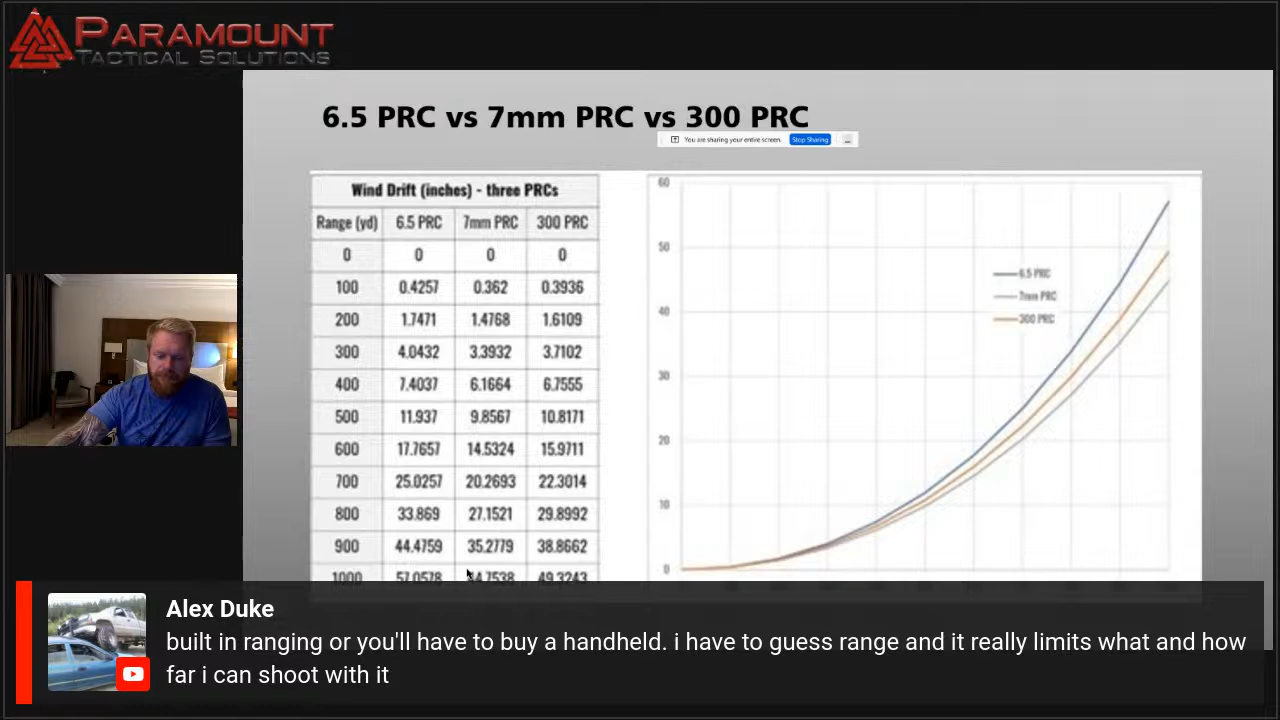 PARAMOUNT
TACTICAL SOLUTIONS
6.5 PRC vs 7mm PRC vs 300 PRC
You are sharing your entire screen. Stop Sharing
Wind Drift (inches) - three PRCs
Range (yd) 6.5 PRC 7mm PRC 300 PRC
0 0 0 0
100 0.4257 0.362 0.3936
200 1.7471 1.4768 1.6109
300 4.0432 3.3932 3.7102
400 7.4037 6.1664 6.7555
500 11.937 9.8567 10.8171
600 17.7657 14.5324 15.9711
700 25.0257 20.2693 22.3014
800 33.869 27.1521 29.8992
900 44.4759 35.2779 38.8662
1000 57.0578 44.7538 49.3243
60
50
40
30
20
10
0
6.5 PRC
7mm PRC
300 PRC
Alex Duke
built in ranging or you'll have to buy a handheld. i have to guess range and it really limits what and how
far i can shoot with it